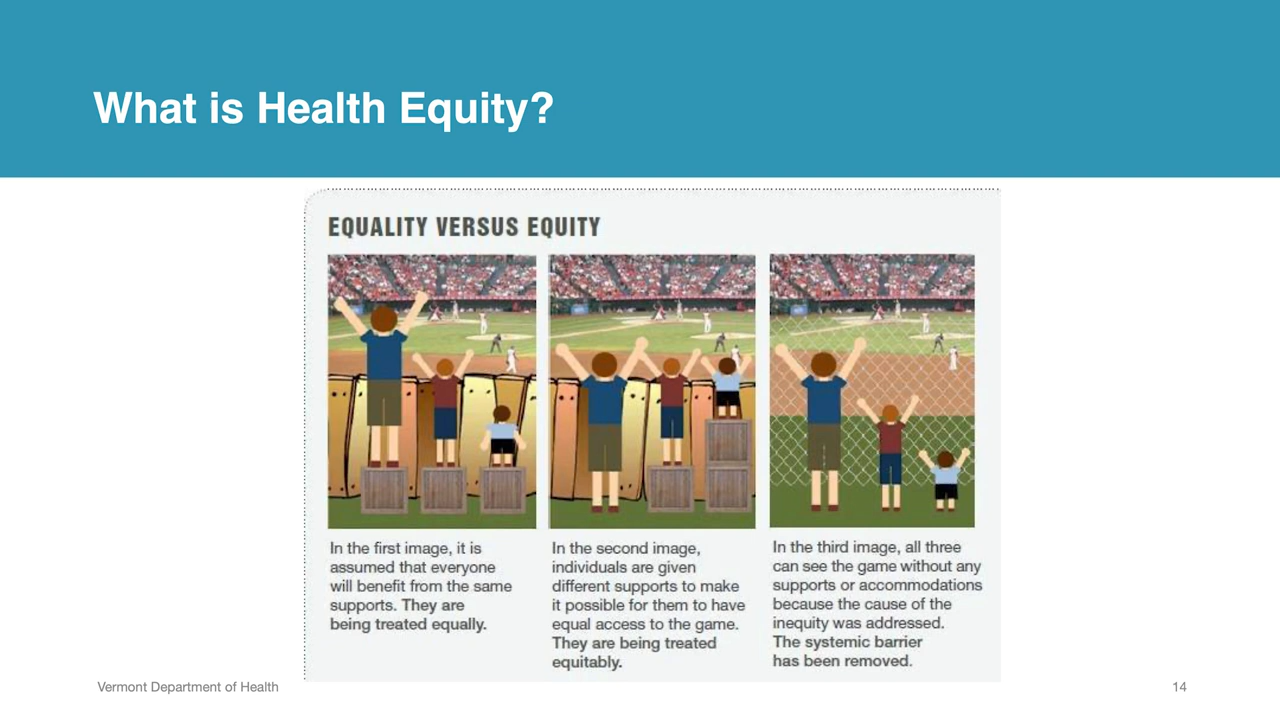 What is Health Equity?
EQUALITY VERSUS EQUITY
In the first image, it is
assumed that everyone
will benefit from the same
supports. They are
being treated equally.
In the second image,
individuals are given
different supports to make
it possible for them to have
equal access to the game.
They are being treated
equitably.
In the third image, all three
can see the game without any
supports or accommodations
because the cause of the
inequity was addressed.
The systemic barrier
has been removed.
Vermont Department of Health
14